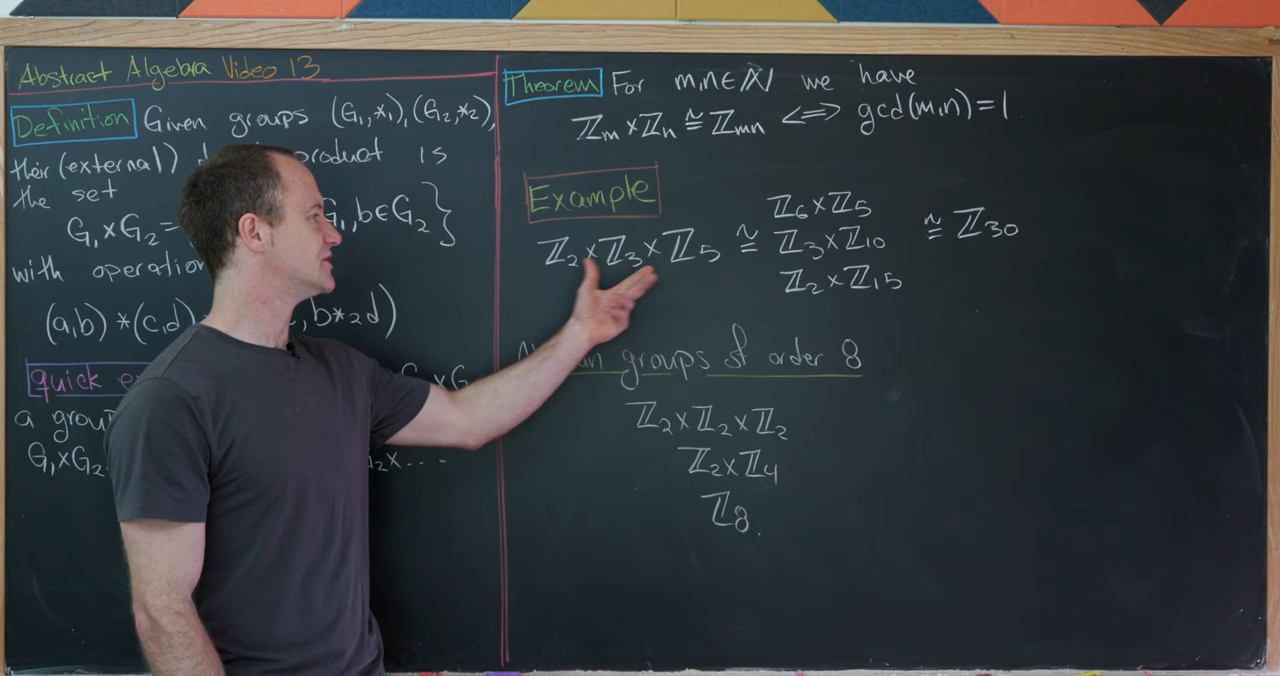 Abstract Algebra Video 13
Definition Given groups (G₁,*₁),(G₂,*₂),
their (external) product is
the set
G₁×G₂= G₁,b∈G₂}
with operation
(a,b)*(c,d) b*₂d)
quick G×G
a group
G₁×G₂ G₂×...
Theorem For m,n∈ℕ we have
ℤₘ×ℤₙ≅ℤₘₙ ⟺ gcd(m,n)=1
Example
ℤ₆×ℤ₅
ℤ₂×ℤ₃×ℤ₅ ≅ ℤ₃×ℤ₁₀ ≅ ℤ₃₀
ℤ₂×ℤ₁₅
groups of order 8
ℤ₂×ℤ₂×ℤ₂
ℤ₂×ℤ₄
ℤ₈.